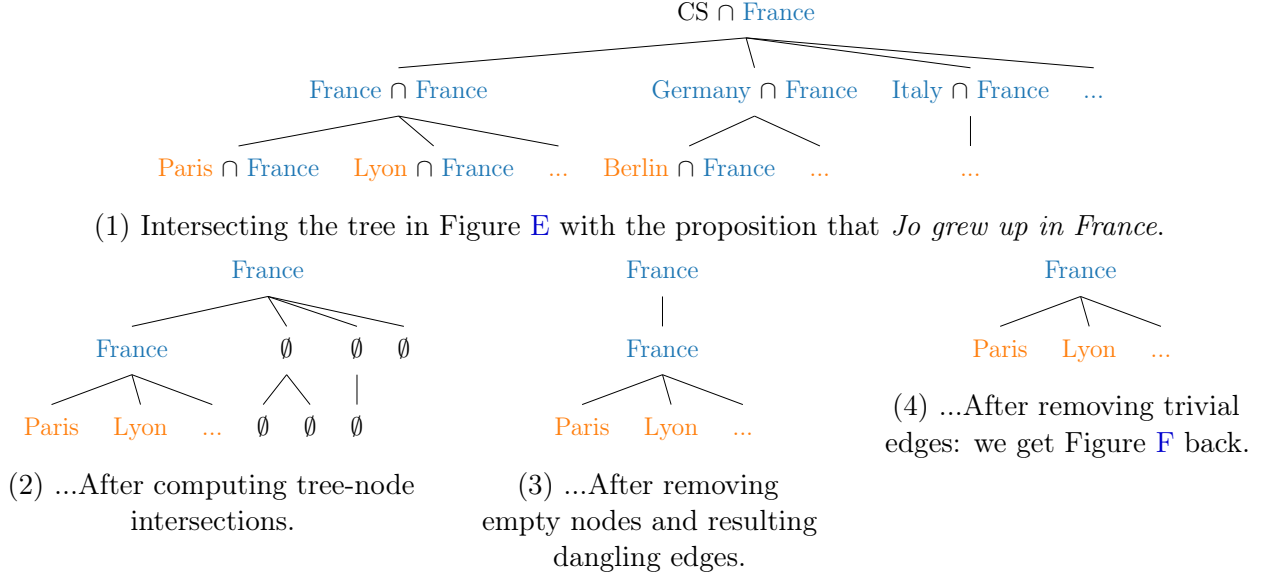 CS ∩ France
France ∩ France Germany ∩ France Italy ∩ France ...
Paris ∩ France Lyon ∩ France ... Berlin ∩ France ... ...
(1) Intersecting the tree in Figure E with the proposition that Jo grew up in France.
France
France ∅ ∅ ∅
Paris Lyon ... ∅ ∅ ∅
(2) ...After computing tree-node
intersections.
France
France
Paris Lyon ...
(3) ...After removing
empty nodes and resulting
dangling edges.
France
Paris Lyon ...
(4) ...After removing trivial
edges: we get Figure F back.